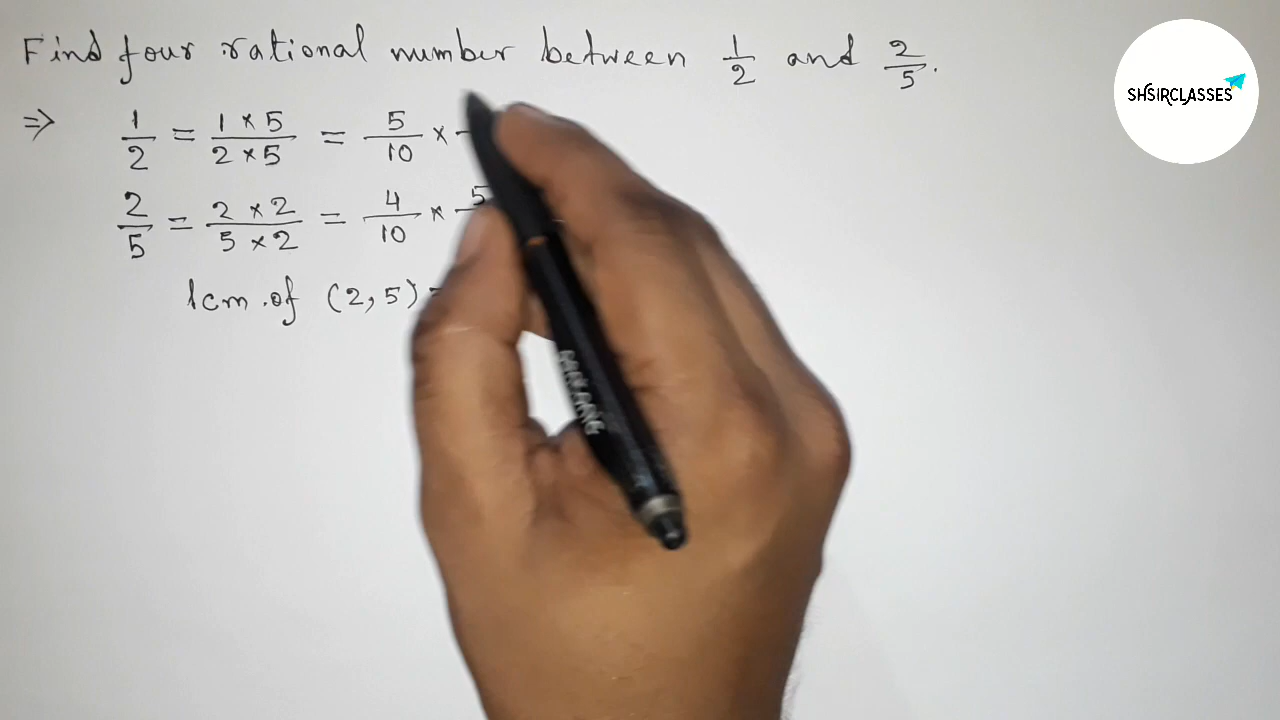 Find four rational number between 1/2 and 2/5.
SHSIRCLASSES
⇒ 1/2 = 1 × 5 / 2 × 5 = 5/10 ×
2/5 = 2 × 2 / 5 × 2 = 4/10 × 5
lcm of (2,5) =